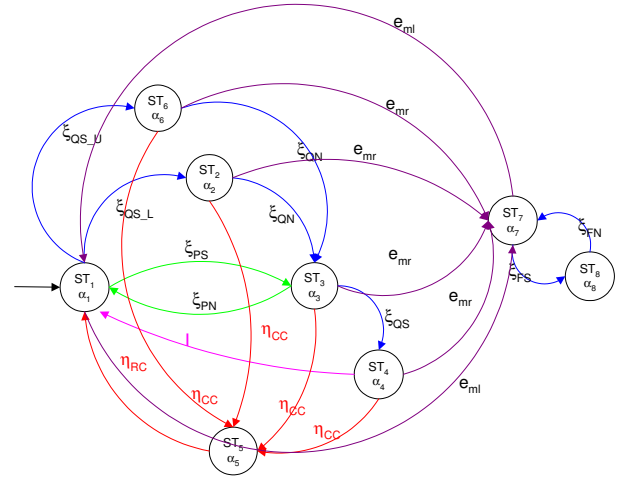 e_ml
ST_6
α_6
e_mr
ξ_QS_U
ξ_QN
e_mr
ST_2
α_2
ξ_QS_L
ξ_QN
ST_7
α_7
ξ_FN
ξ_PS
e_mr
ξ_FS
ST_8
α_8
ST_1
α_1
ST_3
α_3
ξ_PN
ξ_QS
e_mr
η_CC
l
ST_4
α_4
η_RC
e_ml
η_CC
η_CC
η_CC
ST_5
α_5